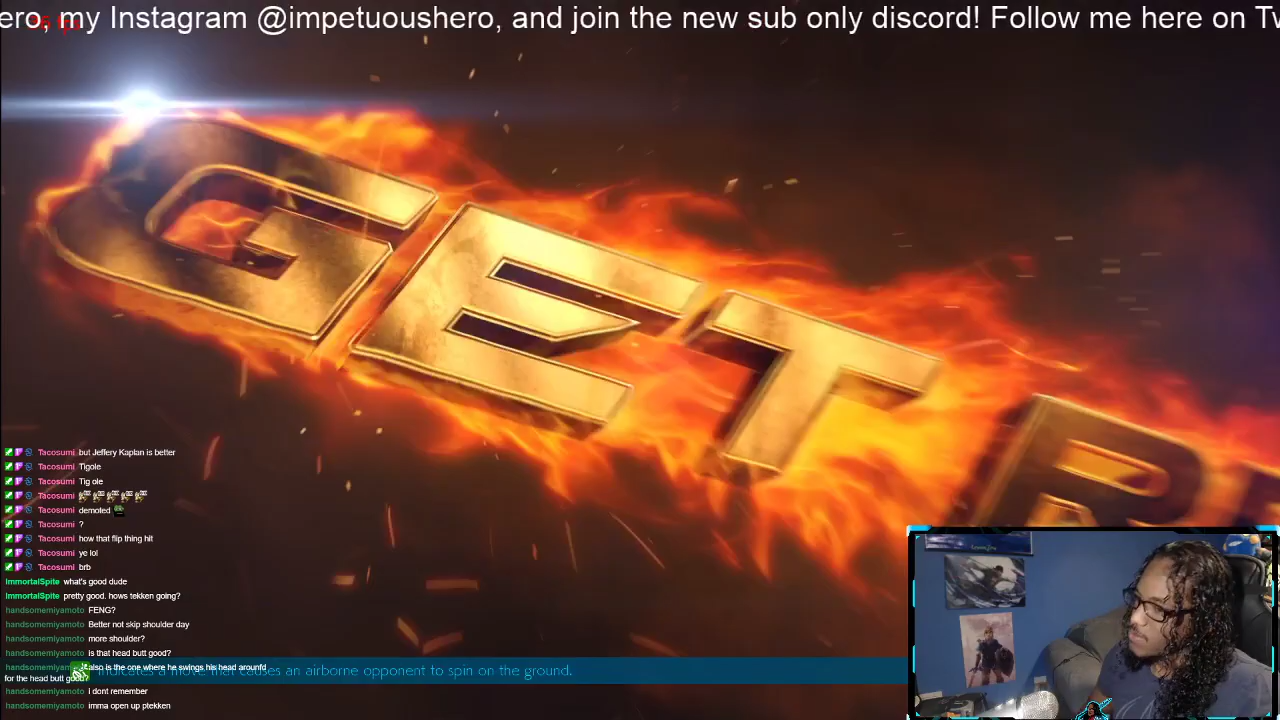 ero, my Instagram @impetuoushero, and join the new sub only discord! Follow me here on Tw
GET R
Tacosumi but Jeffery Kaplan is better
Tacosumi Tigole
Tacosumi Tig ole
Tacosumi
Tacosumi demoted
Tacosumi ?
Tacosumi how that flip thing hit
Tacosumi ye lol
Tacosumi brb
ImmortalSpite what's good dude
ImmortalSpite pretty good. hows tekken going?
handsomemiyamoto FENG?
handsomemiyamoto Better not skip shoulder day
handsomemiyamoto more shoulder?
handsomemiyamoto is that head butt good?
handsomemiyam also is the one where he swings his head arounfd
for the head butt good?
indicates a move that causes an airborne opponent to spin on the ground.
handsomemiyamoto i dont remember
handsomemiyamoto imma open up ptekken